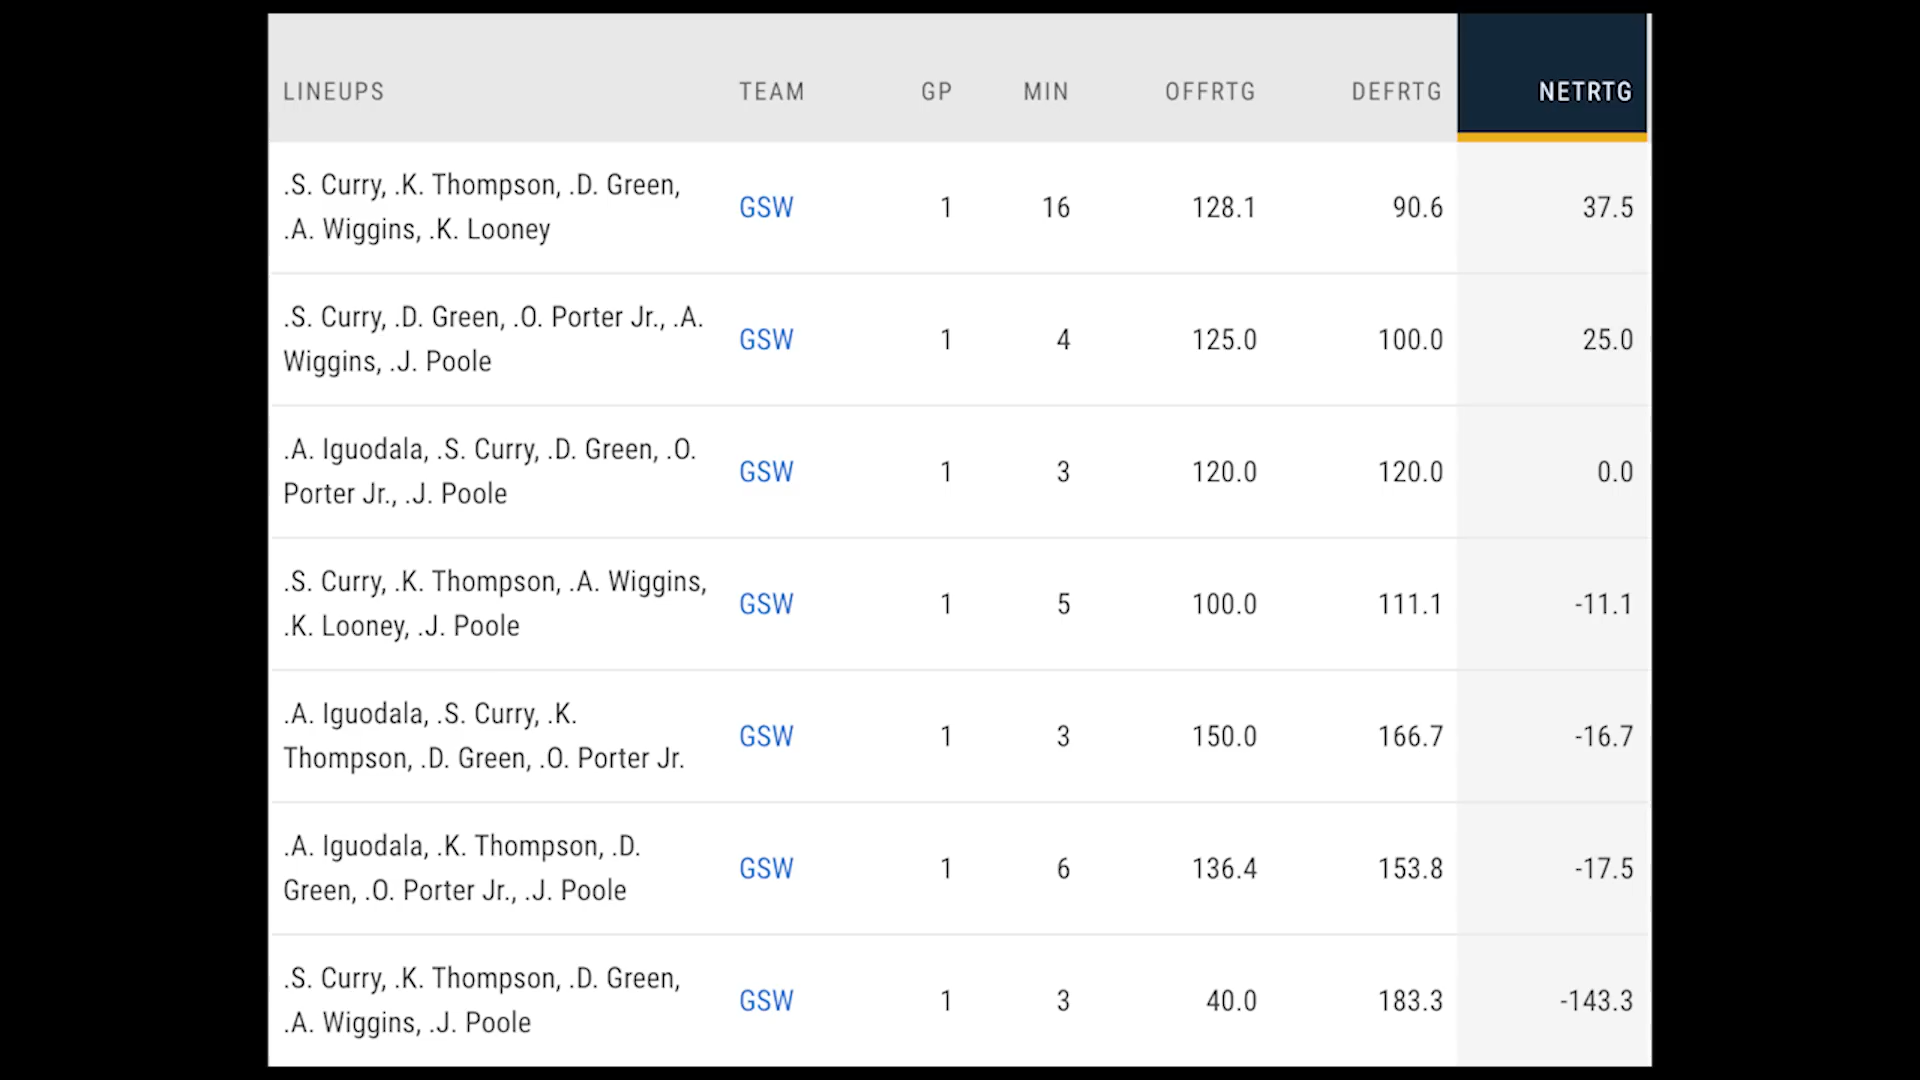 LINEUPS TEAM GP MIN OFFRTG DEFRTG NETRTG
.S. Curry, .K. Thompson, .D. Green,
.A. Wiggins, .K. Looney
GSW 1 16 128.1 90.6 37.5
.S. Curry, .D. Green, .O. Porter Jr., .A.
Wiggins, .J. Poole
GSW 1 4 125.0 100.0 25.0
.A. Iguodala, .S. Curry, .D. Green, .O.
Porter Jr., .J. Poole
GSW 1 3 120.0 120.0 0.0
.S. Curry, .K. Thompson, .A. Wiggins,
.K. Looney, .J. Poole
GSW 1 5 100.0 111.1 -11.1
.A. Iguodala, .S. Curry, .K.
Thompson, .D. Green, .O. Porter Jr.
GSW 1 3 150.0 166.7 -16.7
.A. Iguodala, .K. Thompson, .D.
Green, .O. Porter Jr., .J. Poole
GSW 1 6 136.4 153.8 -17.5
.S. Curry, .K. Thompson, .D. Green,
.A. Wiggins, .J. Poole
GSW 1 3 40.0 183.3 -143.3